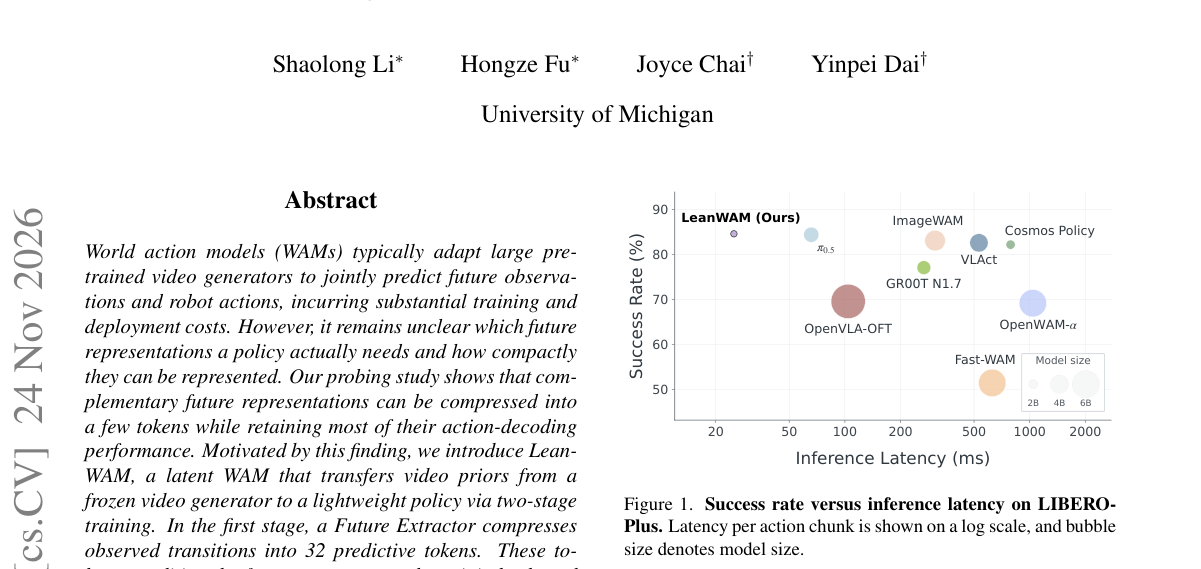 Shaolong Li* Hongze Fu* Joyce Chai† Yinpei Dai†
University of Michigan
[cs.CV] 24 Nov 2026
Abstract
World action models (WAMs) typically adapt large pre-
trained video generators to jointly predict future observa-
tions and robot actions, incurring substantial training and
deployment costs. However, it remains unclear which future
representations a policy actually needs and how compactly
they can be represented. Our probing study shows that com-
plementary future representations can be compressed into
a few tokens while retaining most of their action-decoding
performance. Motivated by this finding, we introduce Lean-
WAM, a latent WAM that transfers video priors from a
frozen video generator to a lightweight policy via two-stage
training. In the first stage, a Future Extractor compresses
observed transitions into 32 predictive tokens. These to-
Success Rate (%)
90
80
70
60
50
LeanWAM (Ours)
π0.5
ImageWAM
Cosmos Policy
VLAct
GR00T N1.7
OpenVLA-OFT
OpenWAM-α
Fast-WAM
Model size
2B 4B 6B
20 50 100 200 500 1000 2000
Inference Latency (ms)
Figure 1. Success rate versus inference latency on LIBERO-
Plus. Latency per action chunk is shown on a log scale, and bubble
size denotes model size.